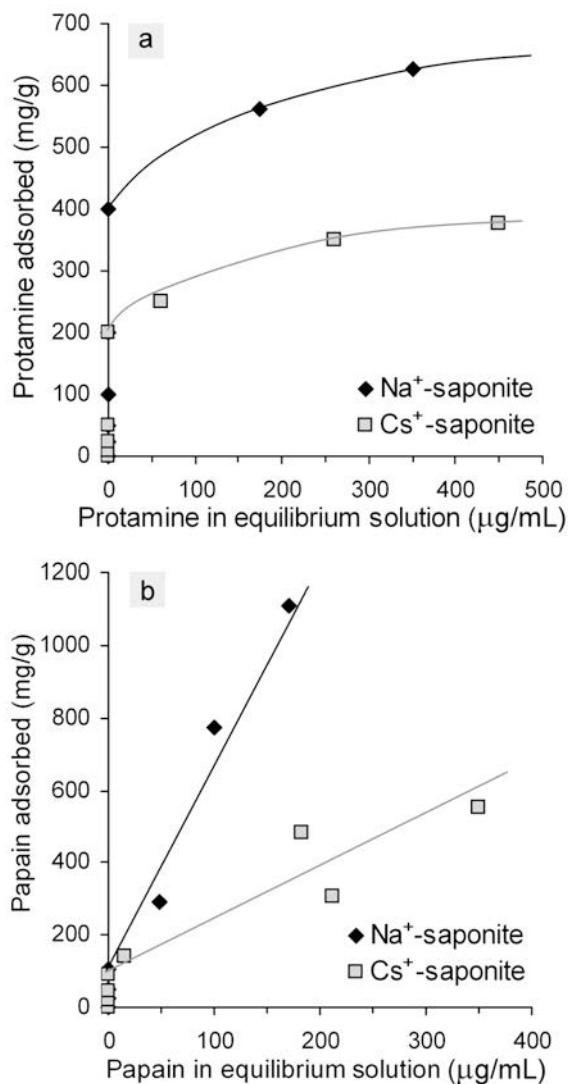 a
700
600
500
400
300
200
100
0
Protamine adsorbed (mg/g)
Na⁺-saponite
Cs⁺-saponite
0 100 200 300 400 500
Protamine in equilibrium solution (µg/mL)
b
1200
1000
800
600
400
200
0
Papain adsorbed (mg/g)
Na⁺-saponite
Cs⁺-saponite
0 100 200 300 400
Papain in equilibrium solution (µg/mL)